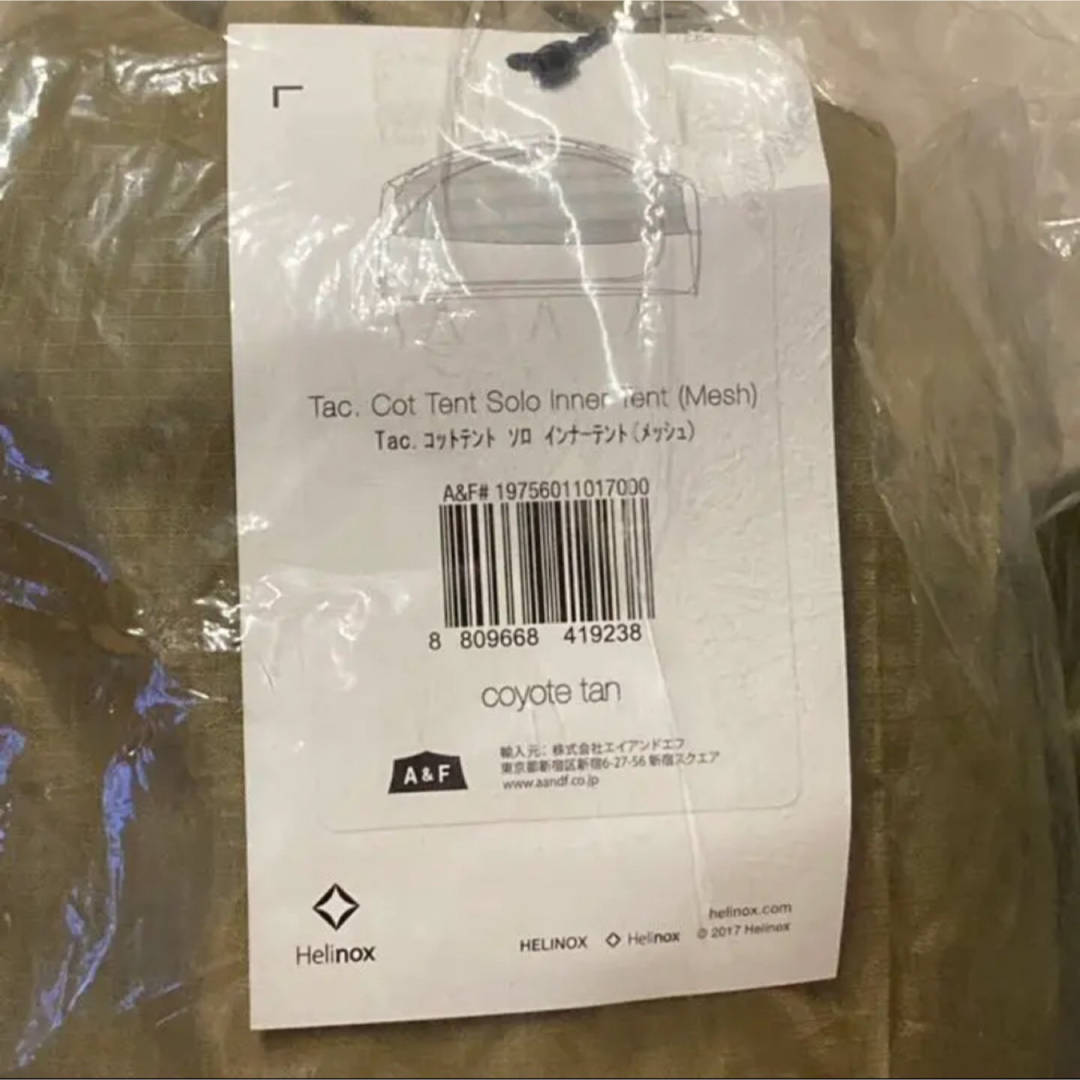 Tac. Cot Tent Solo Inner Tent (Mesh)
Tac. コットテント ソロ インナーテント(メッシュ)
A&F# 19756011017000
8 809668 419238
coyote tan
A & F
輸入元: 株式会社エイアンドエフ
東京都新宿区新宿6-27-56 新宿スクエア
www.aandf.co.jp
Helinox
helinox.com
HELINOX Helinox © 2017 Helinox